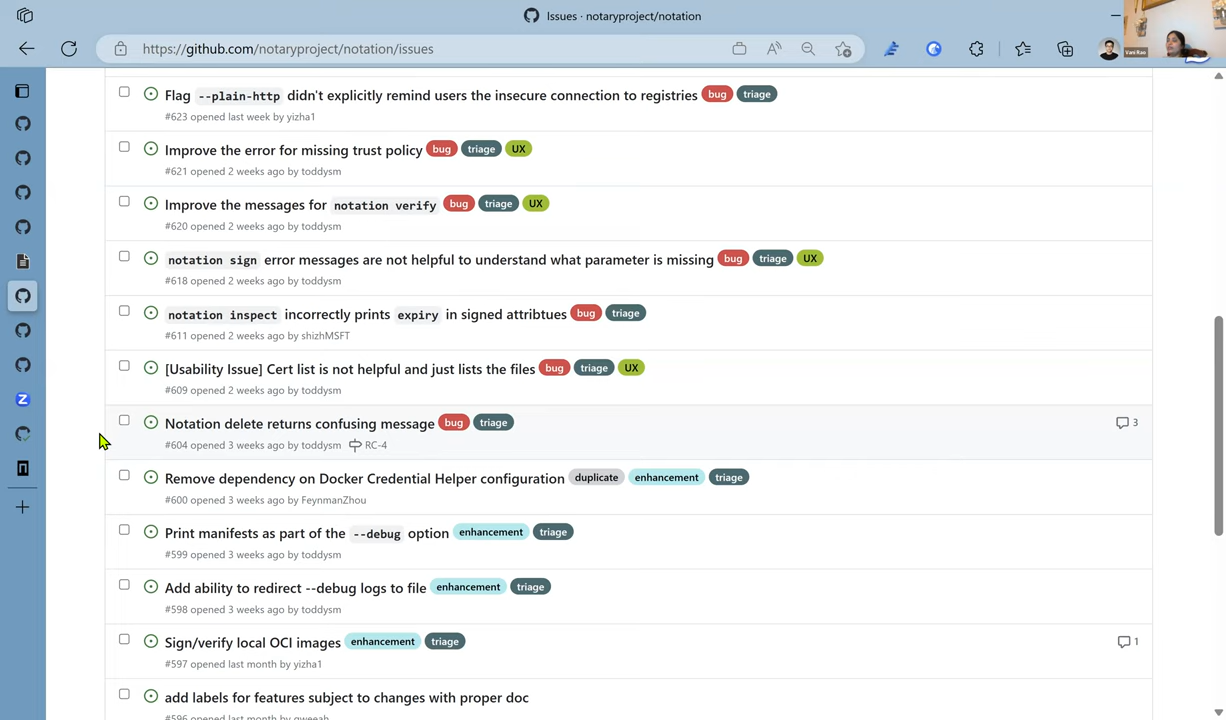 Issues · notaryproject/notation
https://github.com/notaryproject/notation/issues
Vani Rao
Flag --plain-http didn't explicitly remind users the insecure connection to registries bug triage
#623 opened last week by yizha1
Improve the error for missing trust policy bug triage UX
#621 opened 2 weeks ago by toddysm
Improve the messages for notation verify bug triage UX
#620 opened 2 weeks ago by toddysm
notation sign error messages are not helpful to understand what parameter is missing bug triage UX
#618 opened 2 weeks ago by toddysm
notation inspect incorrectly prints expiry in signed attribtues bug triage
#611 opened 2 weeks ago by shizhMSFT
[Usability Issue] Cert list is not helpful and just lists the files bug triage UX
#609 opened 2 weeks ago by toddysm
Notation delete returns confusing message bug triage 3
#604 opened 3 weeks ago by toddysm RC-4
Remove dependency on Docker Credential Helper configuration duplicate enhancement triage
#600 opened 3 weeks ago by FeynmanZhou
Print manifests as part of the --debug option enhancement triage
#599 opened 3 weeks ago by toddysm
Add ability to redirect --debug logs to file enhancement triage
#598 opened 3 weeks ago by toddysm
Sign/verify local OCI images enhancement triage 1
#597 opened last month by yizha1
add labels for features subject to changes with proper doc
#596 opened last month by qweeah